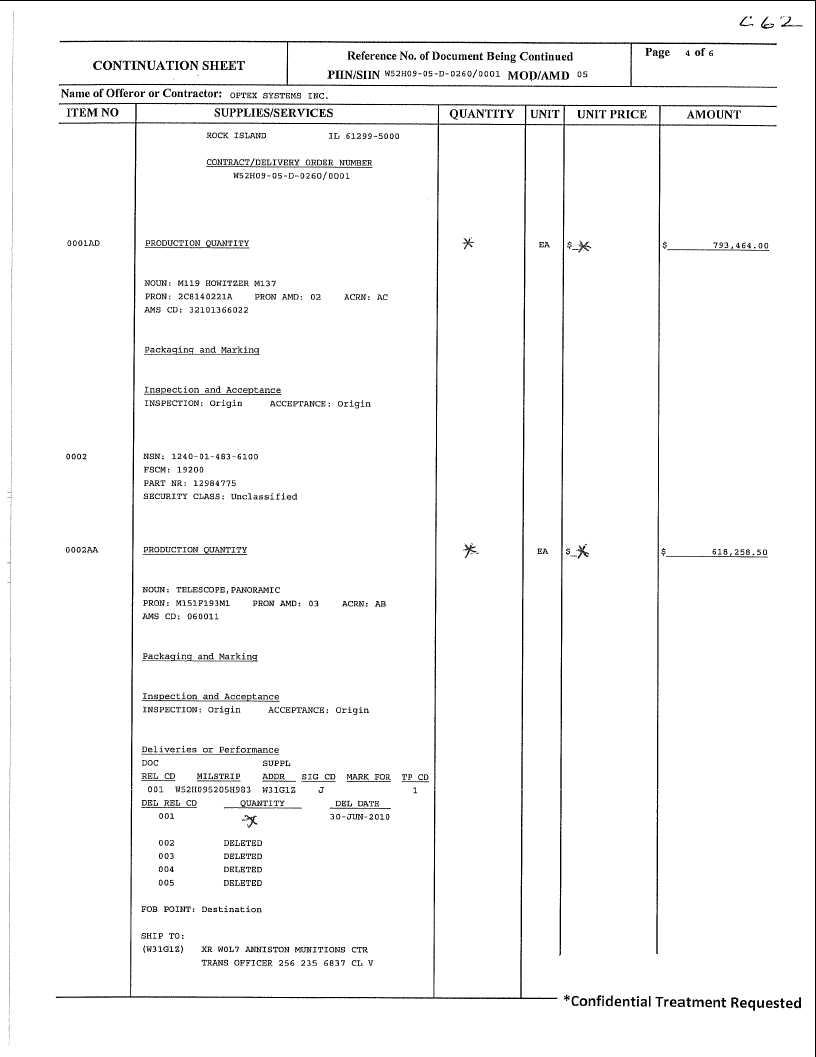 C62
CONTINUATION SHEET
Reference No. of Document Being Continued
PIIN/SIIN W52H09-05-D-0260/0001 MOD/AMD 05
Page 4 of 6
Name of Offeror or Contractor: OPTEX SYSTEMS INC.
ITEM NO SUPPLIES/SERVICES QUANTITY UNIT UNIT PRICE AMOUNT
ROCK ISLAND IL 61299-5000
CONTRACT/DELIVERY ORDER NUMBER
W52H09-05-D-0260/0001
0001AD PRODUCTION QUANTITY * EA $ * $ 793,464.00
NOUN: M119 HOWITZER M137
PRON: 2C8140221A PRON AMD: 02 ACRN: AC
AMS CD: 32101366022
Packaging and Marking
Inspection and Acceptance
INSPECTION: Origin ACCEPTANCE: Origin
0002 NSN: 1240-01-483-6100
FSCM: 19200
PART NR: 12984775
SECURITY CLASS: Unclassified
0002AA PRODUCTION QUANTITY * EA $ * $ 618,258.50
NOUN: TELESCOPE,PANORAMIC
PRON: M151F193M1 PRON AMD: 03 ACRN: AB
AMS CD: 060011
Packaging and Marking
Inspection and Acceptance
INSPECTION: Origin ACCEPTANCE: Origin
Deliveries or Performance
DOC SUPPL
REL CD MILSTRIP ADDR SIG CD MARK FOR TP CD
001 W52H095205H983 W31G1Z J 1
DEL REL CD QUANTITY DEL DATE
001 * 30-JUN-2010
002 DELETED
003 DELETED
004 DELETED
005 DELETED
FOB POINT: Destination
SHIP TO:
(W31G1Z) XR W0L7 ANNISTON MUNITIONS CTR
TRANS OFFICER 256 235 6837 CL V
*Confidential Treatment Requested